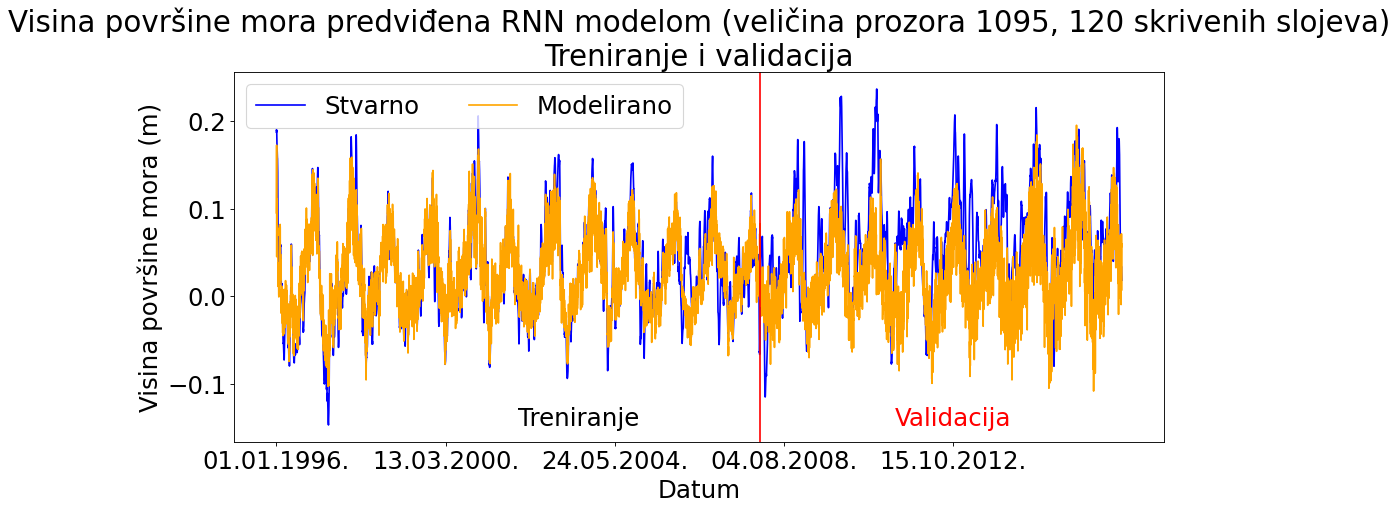 Visina površine mora predviđena RNN modelom (veličina prozora 1095, 120 skrivenih slojeva)
Treniranje i validacija
Stvarno
Modelirano
Visina površine mora (m)
0.2
0.1
0.0
−0.1
Treniranje
Validacija
01.01.1996.
13.03.2000.
24.05.2004.
04.08.2008.
15.10.2012.
Datum